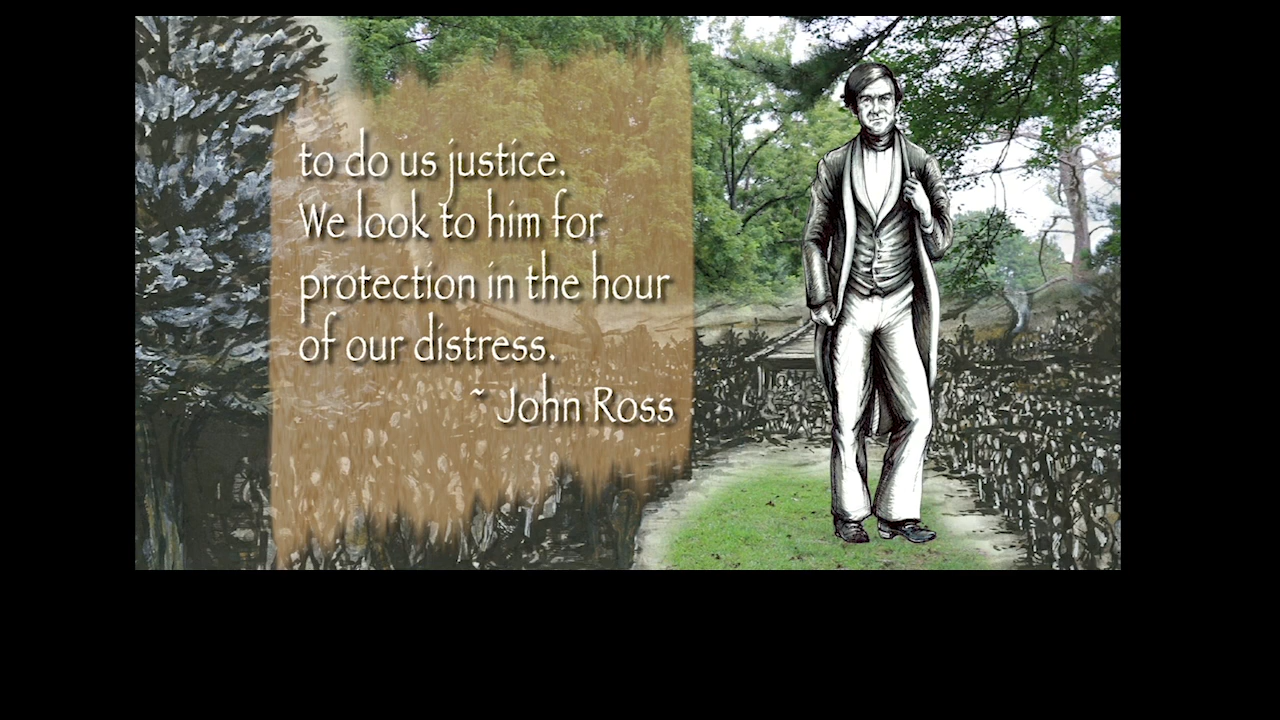 to do us justice.
We look to him for
protection in the hour
of our distress.
~ John Ross